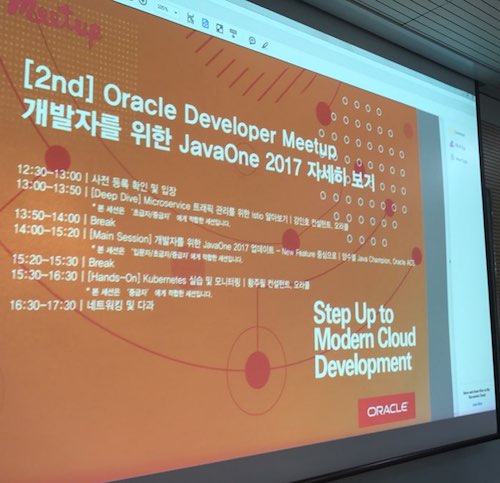 Meetup
[2nd] Oracle Developer Meetup
개발자를 위한 JavaOne 2017 자세히 보기
12:30-13:00 | 사전 등록 확인 및 입장
13:00-13:50 | [Deep Dive] Microservice 트래픽 관리를 위한 Istio 알아보기 | 강인호 컨설턴트, 오라클
* 본 세션은 '초급자/중급자' 에게 적합한 세션입니다.
13:50-14:00 | Break
14:00-15:20 | [Main Session] 개발자를 위한 JavaOne 2017 업데이트 - New Feature 중심으로 | 양수열 Java Champion, Oracle ACE
* 본 세션은 '입문자/초급자/중급자' 에게 적합한 세션입니다.
15:20-15:30 | Break
15:30-16:30 | [Hands-On] Kubernetes 실습 및 모니터링 | 황주필 컨설턴트, 오라클
* 본 세션은 '중급자' 에게 적합한 세션입니다.
16:30-17:30 | 네트워킹 및 다과
Step Up to
Modern Cloud
Development
ORACLE